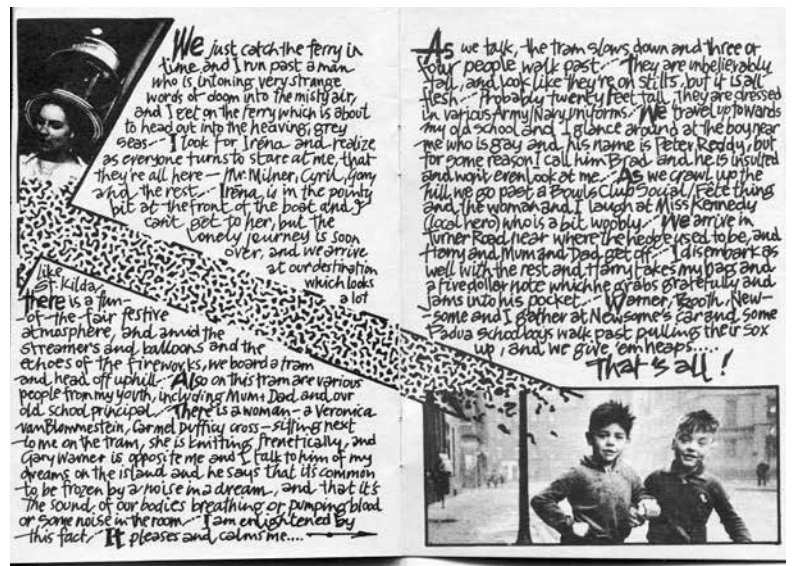 We just catch the ferry in
time, and I run past a man
who is intoning very strange
words of doom into the misty air,
and I get on the ferry which is about
to head out into the heaving, grey
seas... I look for Iréna and realize
as everyone turns to stare at me, that
they're all here – Mr. Milner, Cyril, Gary
and the rest... Iréna, is in the pointy
bit at the front of the boat and I
can't get to her, but the
lonely journey is soon
over, and we arrive
at our destination
which looks
a lot
like
St. Kilda,
there is a fun-
of-the fair festive
atmosphere, and amid the
streamers and balloons and the
echoes of the fireworks, we board a tram
and head off uphill... Also on this tram are various
people from my youth, including Mum + Dad, and our
old school principal... There is a woman – a Veronica
van Blommestein, Carmel Dufficy cross – sitting next
to me on the tram, she is knitting frenetically, and
Gary Warner is opposite me and I talk to him of my
dreams on the island and he says that its common
to be frozen by a noise in a dream, and that it's
the sound of our bodies breathing or pumping blood
or some noise in the room... I am enlightened by
this fact... It pleases and calms me....
As we talk, the tram slows down and three or
four people walk past... They are unbelievably
tall, and look like they're on stilts, but it is all
flesh... Probably twenty feet tall, they are dressed
in various Army/Navy uniforms... We travel up towards
my old school and I glance around at the boy near
me who is gay and his name is Peter Reddy, but
for some reason I call him Brad and he is insulted
and won't even look at me... As we crawl up the
hill, we go past a Bowls Club Social/Fete thing
and, the woman and I laugh at Miss Kennedy
(local hero) who is a bit woobly... We arrive in
Turner Road near where the hedge used to be, and
Harry and Mum and Dad get off... I disembark as
well with the rest and Harry takes my bag and
a five dollar note which he grabs gratefully and
jams into his pocket... Warner, Booth, New-
some and I gather at Newsome's car and some
Padua schoolboys walk past pulling their sox
up, and we give 'em heaps.....
That's all!